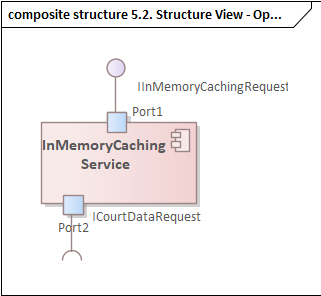 composite structure 5.2. Structure View - Op...
IInMemoryCachingRequest
Port1
InMemoryCaching
Service
ICourtDataRequest
Port2